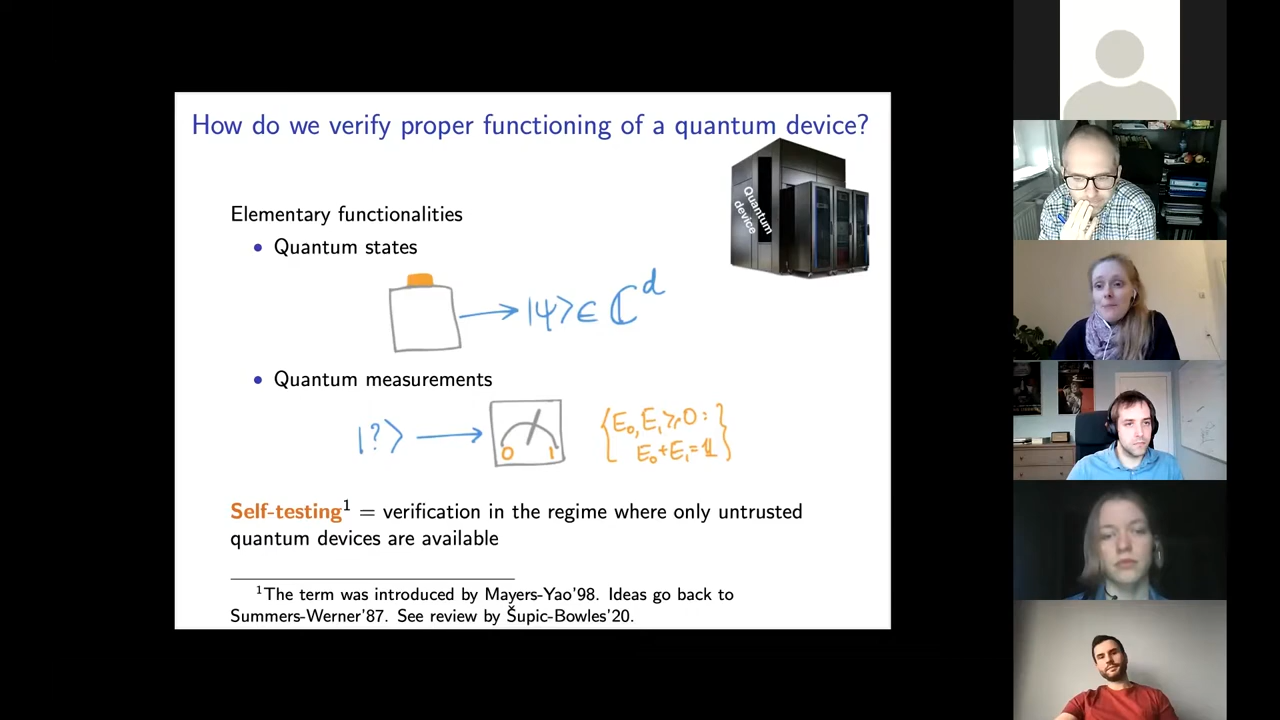 How do we verify proper functioning of a quantum device?
Quantum
device
Elementary functionalities
• Quantum states
|ψ⟩ ∈ ℂᵈ
• Quantum measurements
|?⟩
0 1
{E₀, E₁ ⩾ 0 :
E₀ + E₁ = 𝟙}
Self-testing¹ = verification in the regime where only untrusted
quantum devices are available
¹The term was introduced by Mayers-Yao'98. Ideas go back to
Summers-Werner'87. See review by Šupic-Bowles'20.